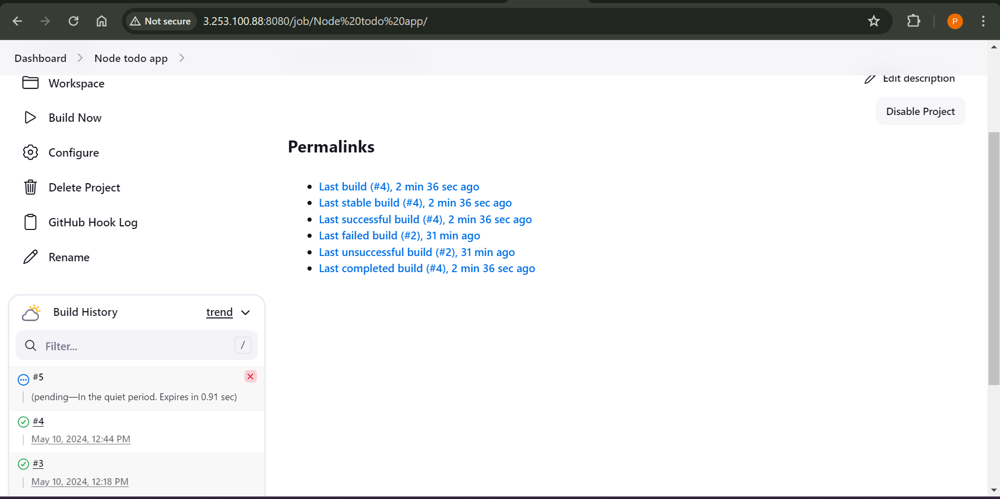 Not secure 3.253.100.88:8080/job/Node%20todo%20app/
P
Dashboard Node todo app
Workspace
Edit description
Build Now
Disable Project
Configure
Delete Project
GitHub Hook Log
Rename
Permalinks
Last build (#4), 2 min 36 sec ago
Last stable build (#4), 2 min 36 sec ago
Last successful build (#4), 2 min 36 sec ago
Last failed build (#2), 31 min ago
Last unsuccessful build (#2), 31 min ago
Last completed build (#4), 2 min 36 sec ago
Build History trend
Filter... /
#5
(pending—In the quiet period. Expires in 0.91 sec)
#4
May 10, 2024, 12:44 PM
#3
May 10, 2024, 12:18 PM